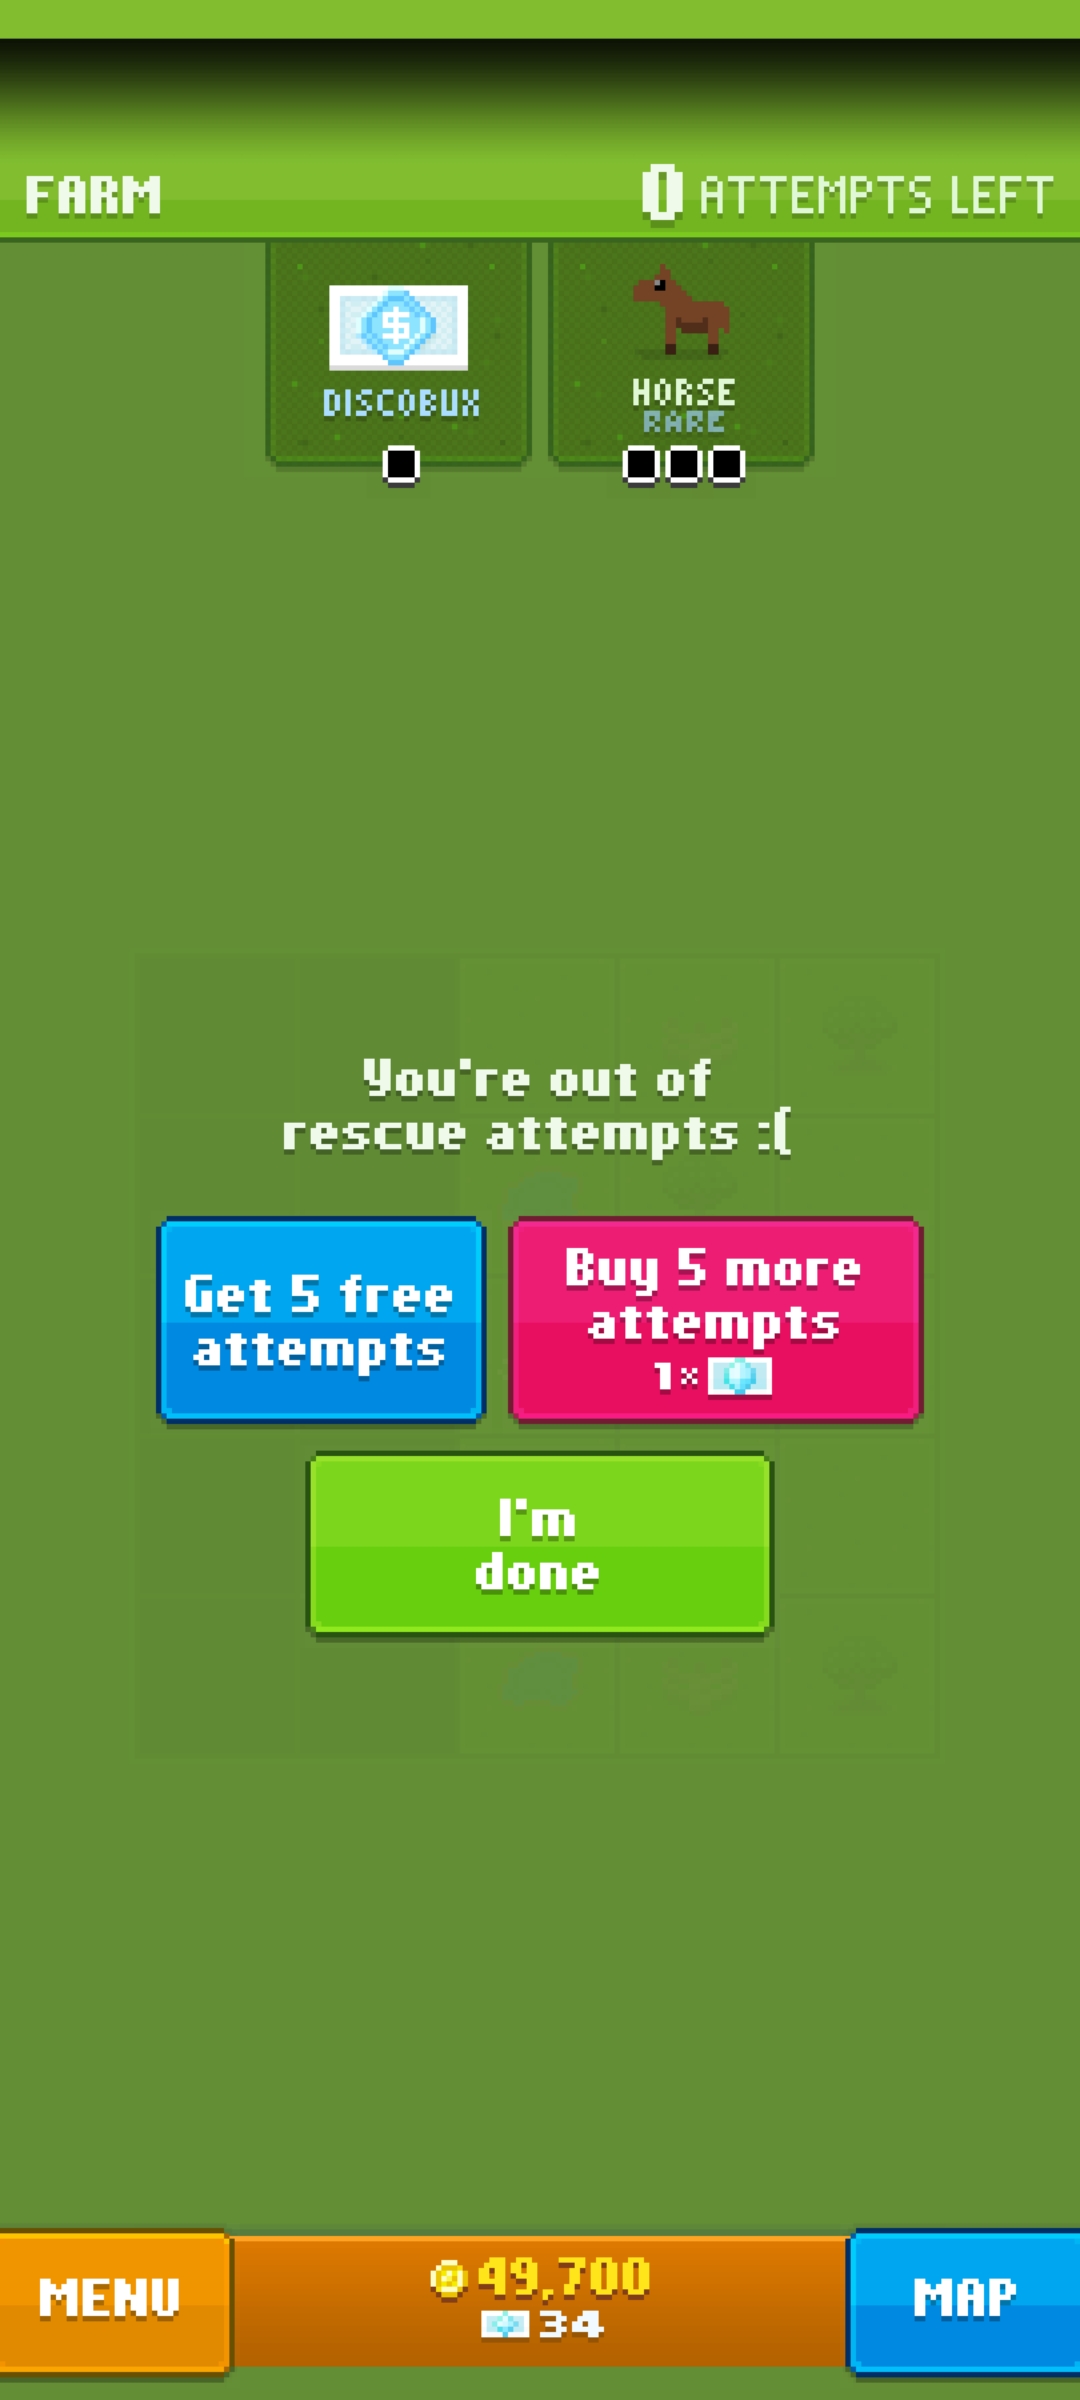 FARM
0 ATTEMPTS LEFT
$
DISCOBUX
HORSE
RARE
You're out of
rescue attempts :(
Get 5 free
attempts
Buy 5 more
attempts
1×
I'm
done
MENU
49,700
34
MAP